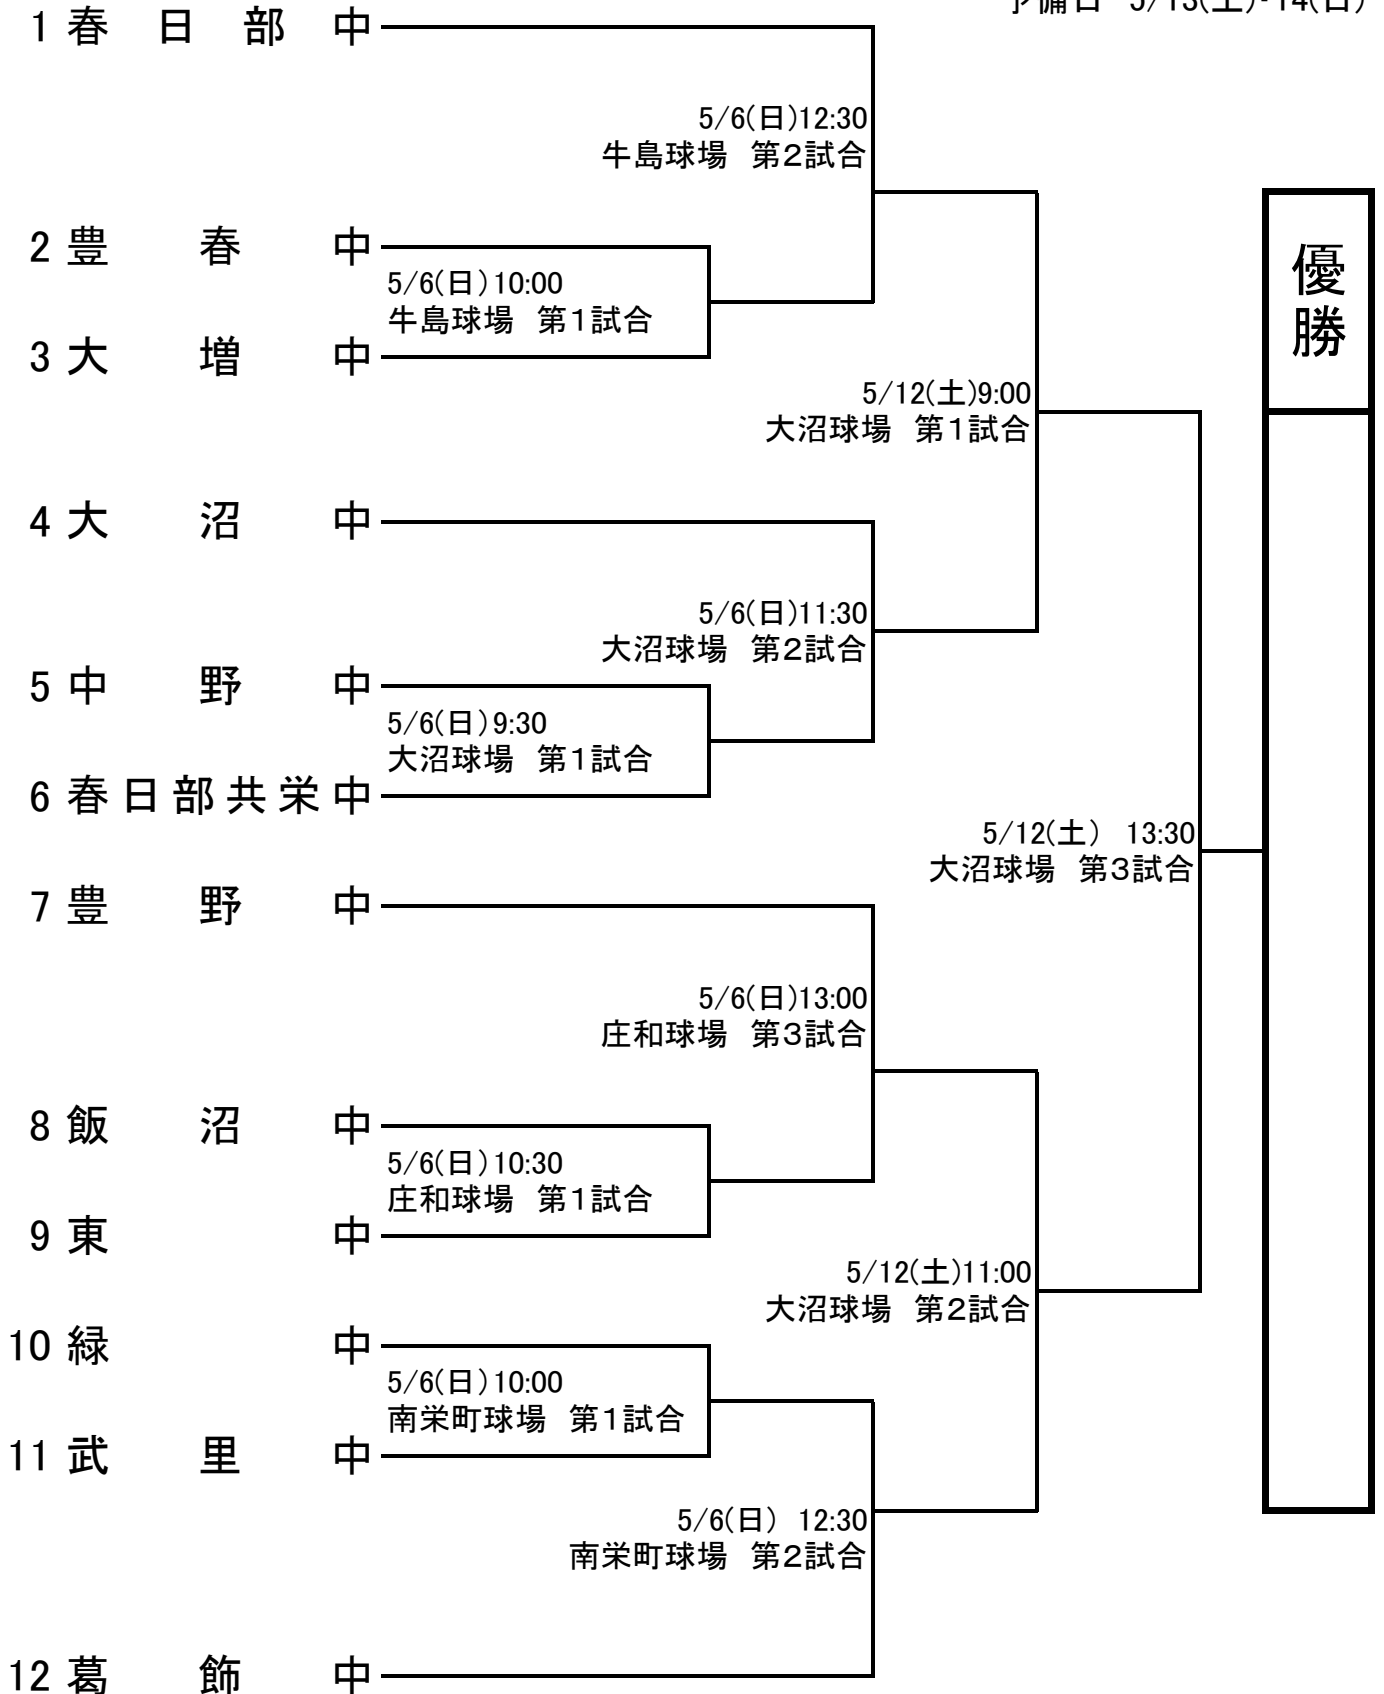 予備日 5/13(土)・14(日)
1 春日部中
5/6(日)12:30
牛島球場 第2試合
2 豊春中
5/6(日)10:00
牛島球場 第1試合
3 大増中
優勝
5/12(土)9:00
大沼球場 第1試合
4 大沼中
5/6(日)11:30
大沼球場 第2試合
5 中野中
5/6(日)9:30
大沼球場 第1試合
6 春日部共栄中
5/12(土) 13:30
大沼球場 第3試合
7 豊野中
5/6(日)13:00
庄和球場 第3試合
8 飯沼中
5/6(日)10:30
庄和球場 第1試合
9 東中
5/12(土)11:00
大沼球場 第2試合
10 緑中
5/6(日)10:00
南栄町球場 第1試合
11 武里中
5/6(日) 12:30
南栄町球場 第2試合
12 葛飾中